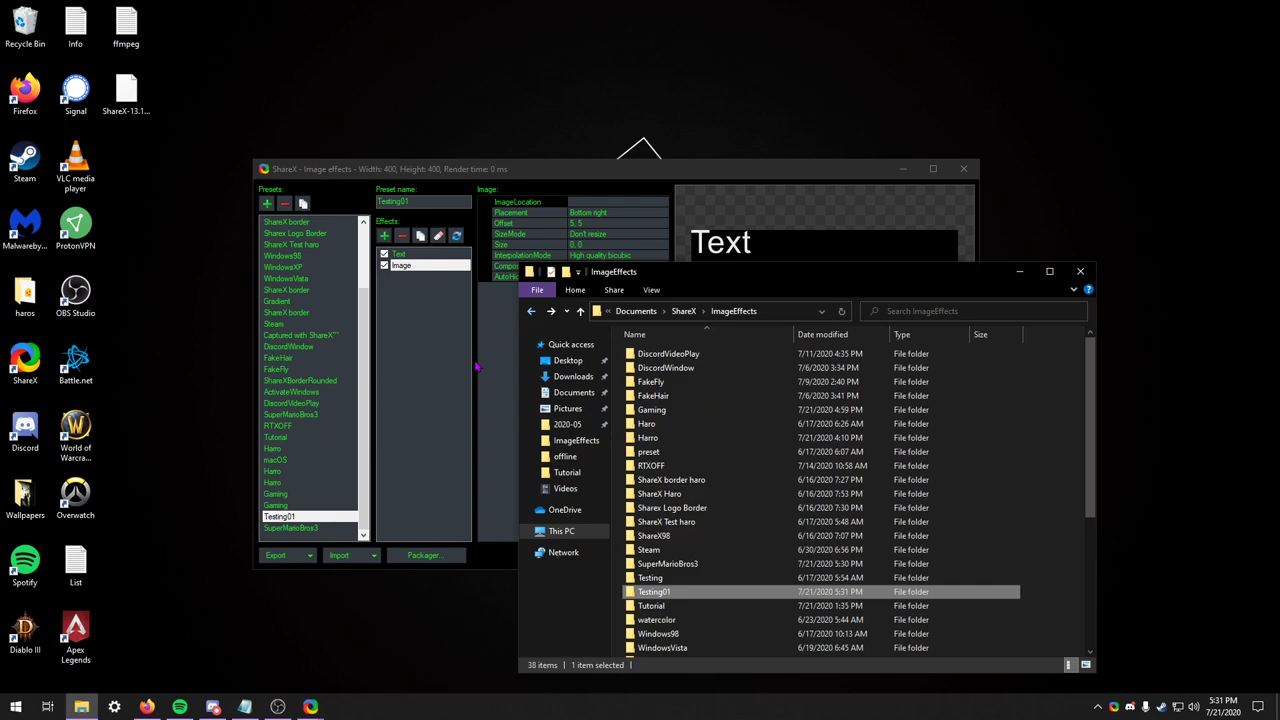 Recycle Bin
Info
ffmpeg
Firefox
Signal
ShareX-13.1...
Steam
VLC media
player
Malwareby...
ProtonVPN
haros
OBS Studio
ShareX
Battle.net
Discord
World of
Warcra...
Wallpapers
Overwatch
Spotify
List
Diablo III
Apex
Legends
ShareX - Image effects - Width: 400, Height: 400, Render time: 0 ms
Presets:
ShareX border
Sharex Logo Border
ShareX Test haro
Windows98
WindowsXP
WindowsVista
ShareX border
Gradient
ShareX border
Steam
Captured with ShareX™
DiscordWindow
FakeHair
FakeFly
ShareXBorderRounded
ActivateWindows
DiscordVideoPlay
SuperMarioBros3
RTXOFF
Tutorial
Harro
macOS
Harro
Harro
Gaming
Gaming
Testing01
SuperMarioBros3
Export
Import
Packager...
Preset name:
Testing01
Effects:
Text
Image
Image:
ImageLocation
Placement Bottom right
Offset 5, 5
SizeMode Don't resize
Size 0, 0
InterpolationMode High quality bicubic
Compos
AutoHic
Text
ImageEffects
File Home Share View
Documents ShareX ImageEffects
Search ImageEffects
Quick access
Desktop
Downloads
Documents
Pictures
2020-05
ImageEffects
offline
Tutorial
Videos
OneDrive
This PC
Network
Name Date modified Type Size
DiscordVideoPlay 7/11/2020 4:35 PM File folder
DiscordWindow 7/6/2020 3:34 PM File folder
FakeFly 7/9/2020 2:40 PM File folder
FakeHair 7/6/2020 3:41 PM File folder
Gaming 7/21/2020 4:59 PM File folder
Haro 6/17/2020 6:26 AM File folder
Harro 7/21/2020 4:10 PM File folder
preset 6/17/2020 6:07 AM File folder
RTXOFF 7/14/2020 10:58 AM File folder
ShareX border haro 6/16/2020 7:27 PM File folder
ShareX Haro 6/16/2020 7:53 PM File folder
Sharex Logo Border 6/16/2020 7:30 PM File folder
ShareX Test haro 6/17/2020 5:48 AM File folder
ShareX98 6/16/2020 7:07 PM File folder
Steam 6/30/2020 6:56 PM File folder
SuperMarioBros3 7/21/2020 5:30 PM File folder
Testing 6/17/2020 5:54 AM File folder
Testing01 7/21/2020 5:31 PM File folder
Tutorial 7/21/2020 1:35 PM File folder
watercolor 6/23/2020 5:44 AM File folder
Windows98 6/17/2020 10:13 AM File folder
WindowsVista 6/19/2020 6:45 AM File folder
38 items 1 item selected
5:31 PM
7/21/2020